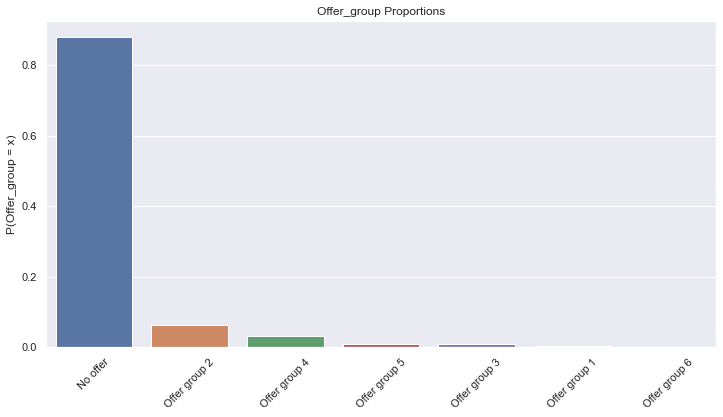 Offer_group Proportions
P(Offer_group = x)
0.8
0.6
0.4
0.2
0.0
No offer
Offer group 2
Offer group 4
Offer group 5
Offer group 3
Offer group 1
Offer group 6